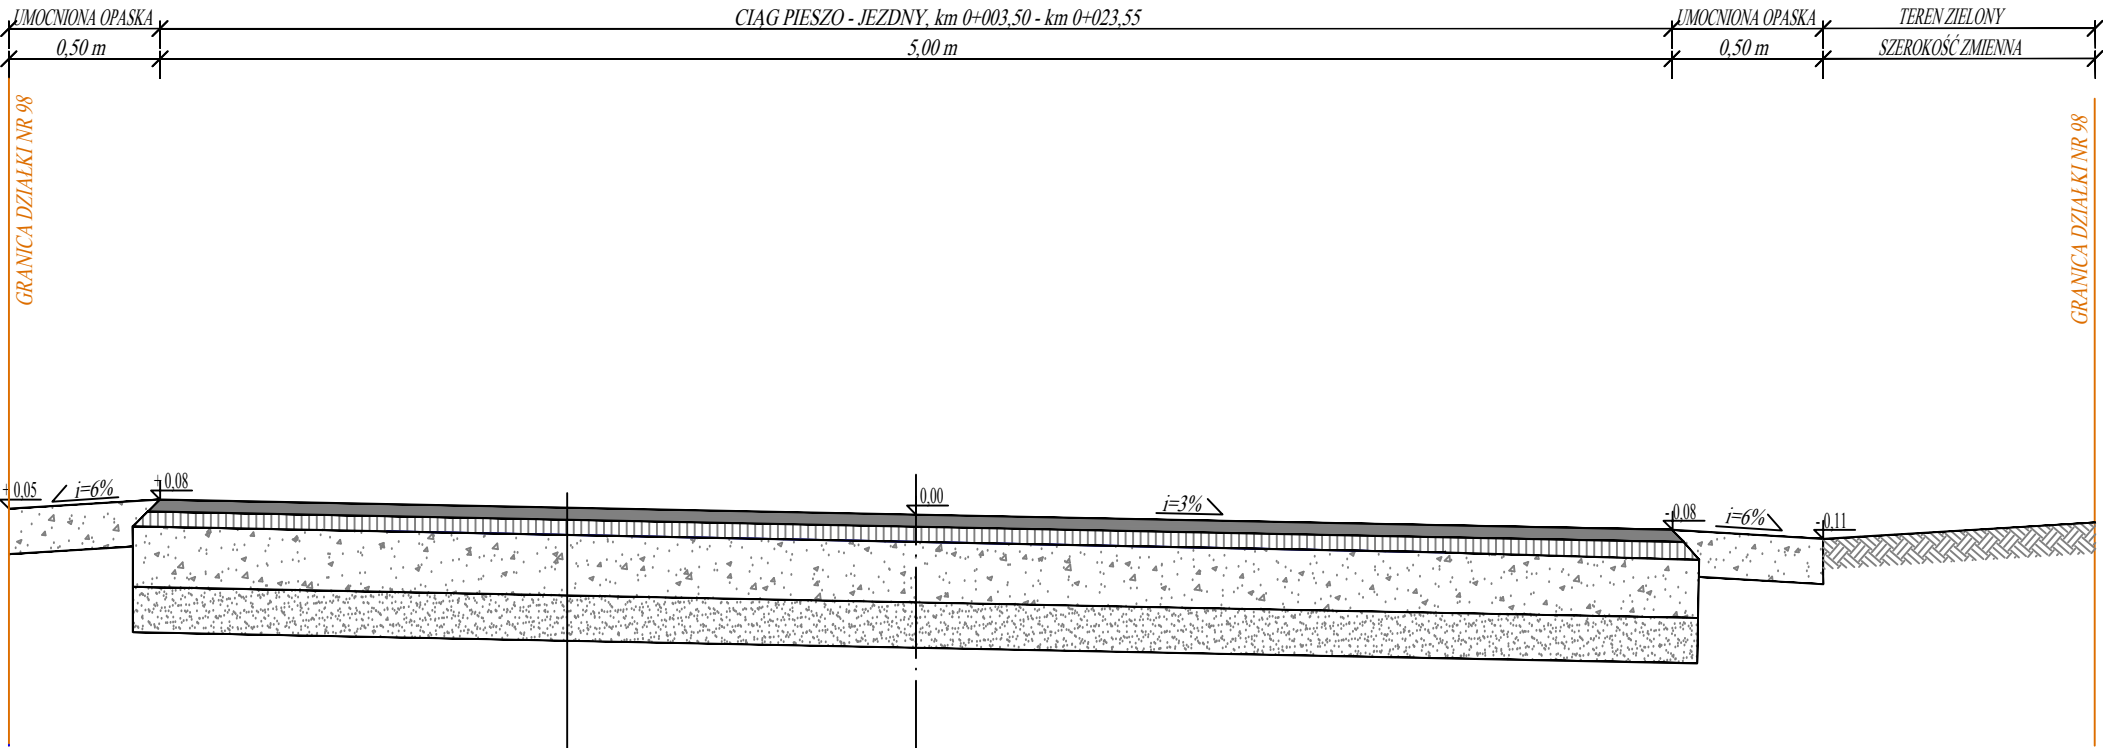 UMOCNIONA OPASKA
CIĄG PIESZO - JEZDNY, km 0+003,50 - km 0+023,55
UMOCNIONA OPASKA
TEREN ZIELONY
0,50 m
5,00 m
0,50 m
SZEROKOŚĆ ZMIENNA
GRANICA DZIAŁKI NR 98
GRANICA DZIAŁKI NR 98
+0,05
i=6%
+0,08
0,00
i=3%
-0,08
i=6%
-0,11